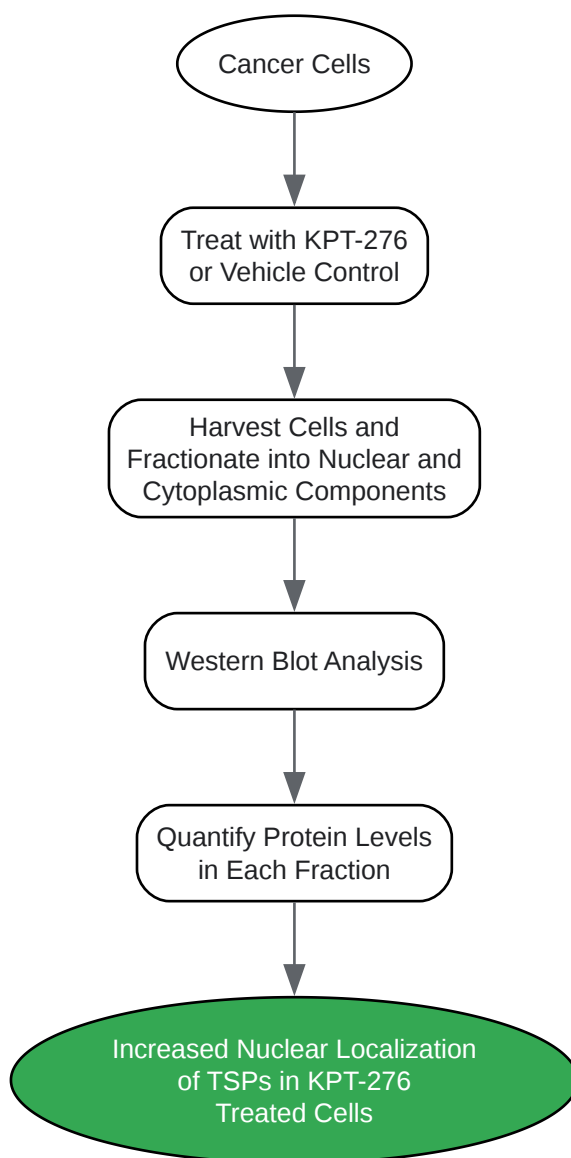 Cancer Cells
Treat with KPT-276
or Vehicle Control
Harvest Cells and
Fractionate into Nuclear and
Cytoplasmic Components
Western Blot Analysis
Quantify Protein Levels
in Each Fraction
Increased Nuclear Localization
of TSPs in KPT-276
Treated Cells